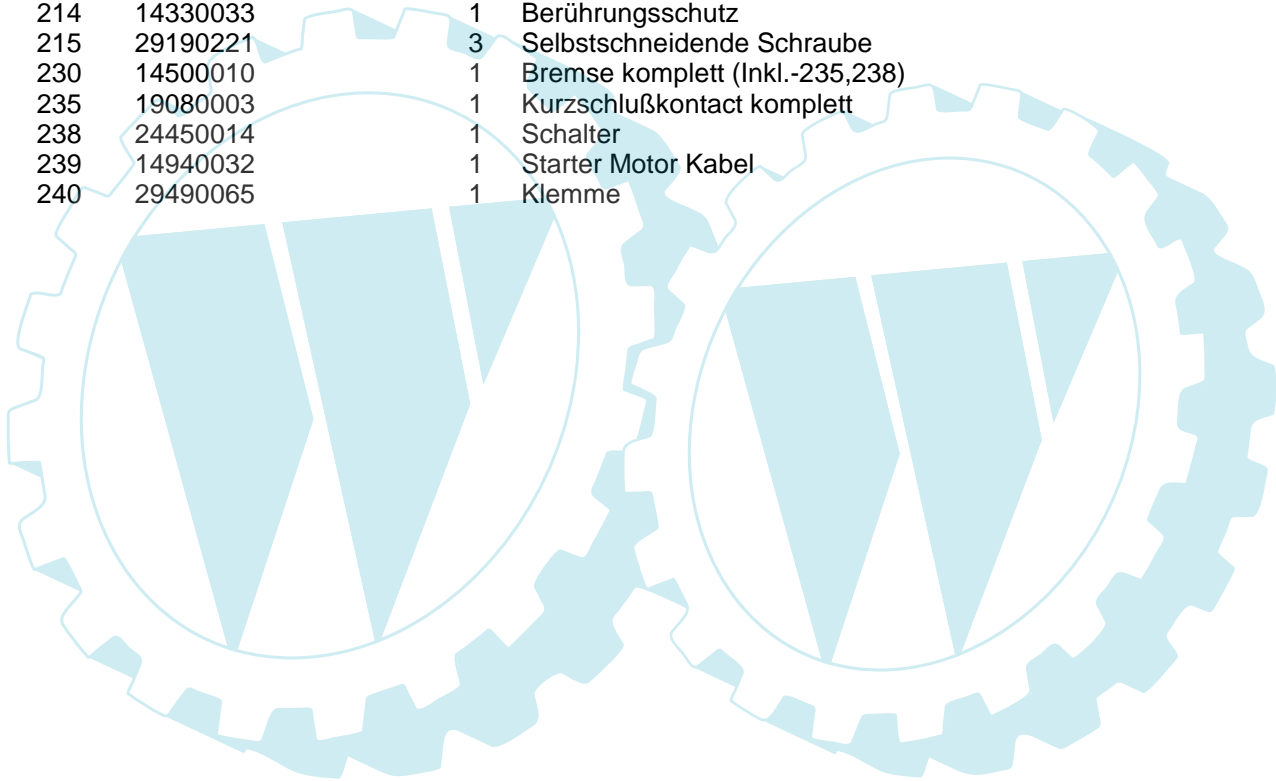 214 14330033 1 Berührungsschutz
215 29190221 3 Selbstschneidende Schraube
230 14500010 1 Bremse komplett (Inkl.-235,238)
235 19080003 1 Kurzschlußkontact komplett
238 24450014 1 Schalter
239 14940032 1 Starter Motor Kabel
240 29490065 1 Klemme